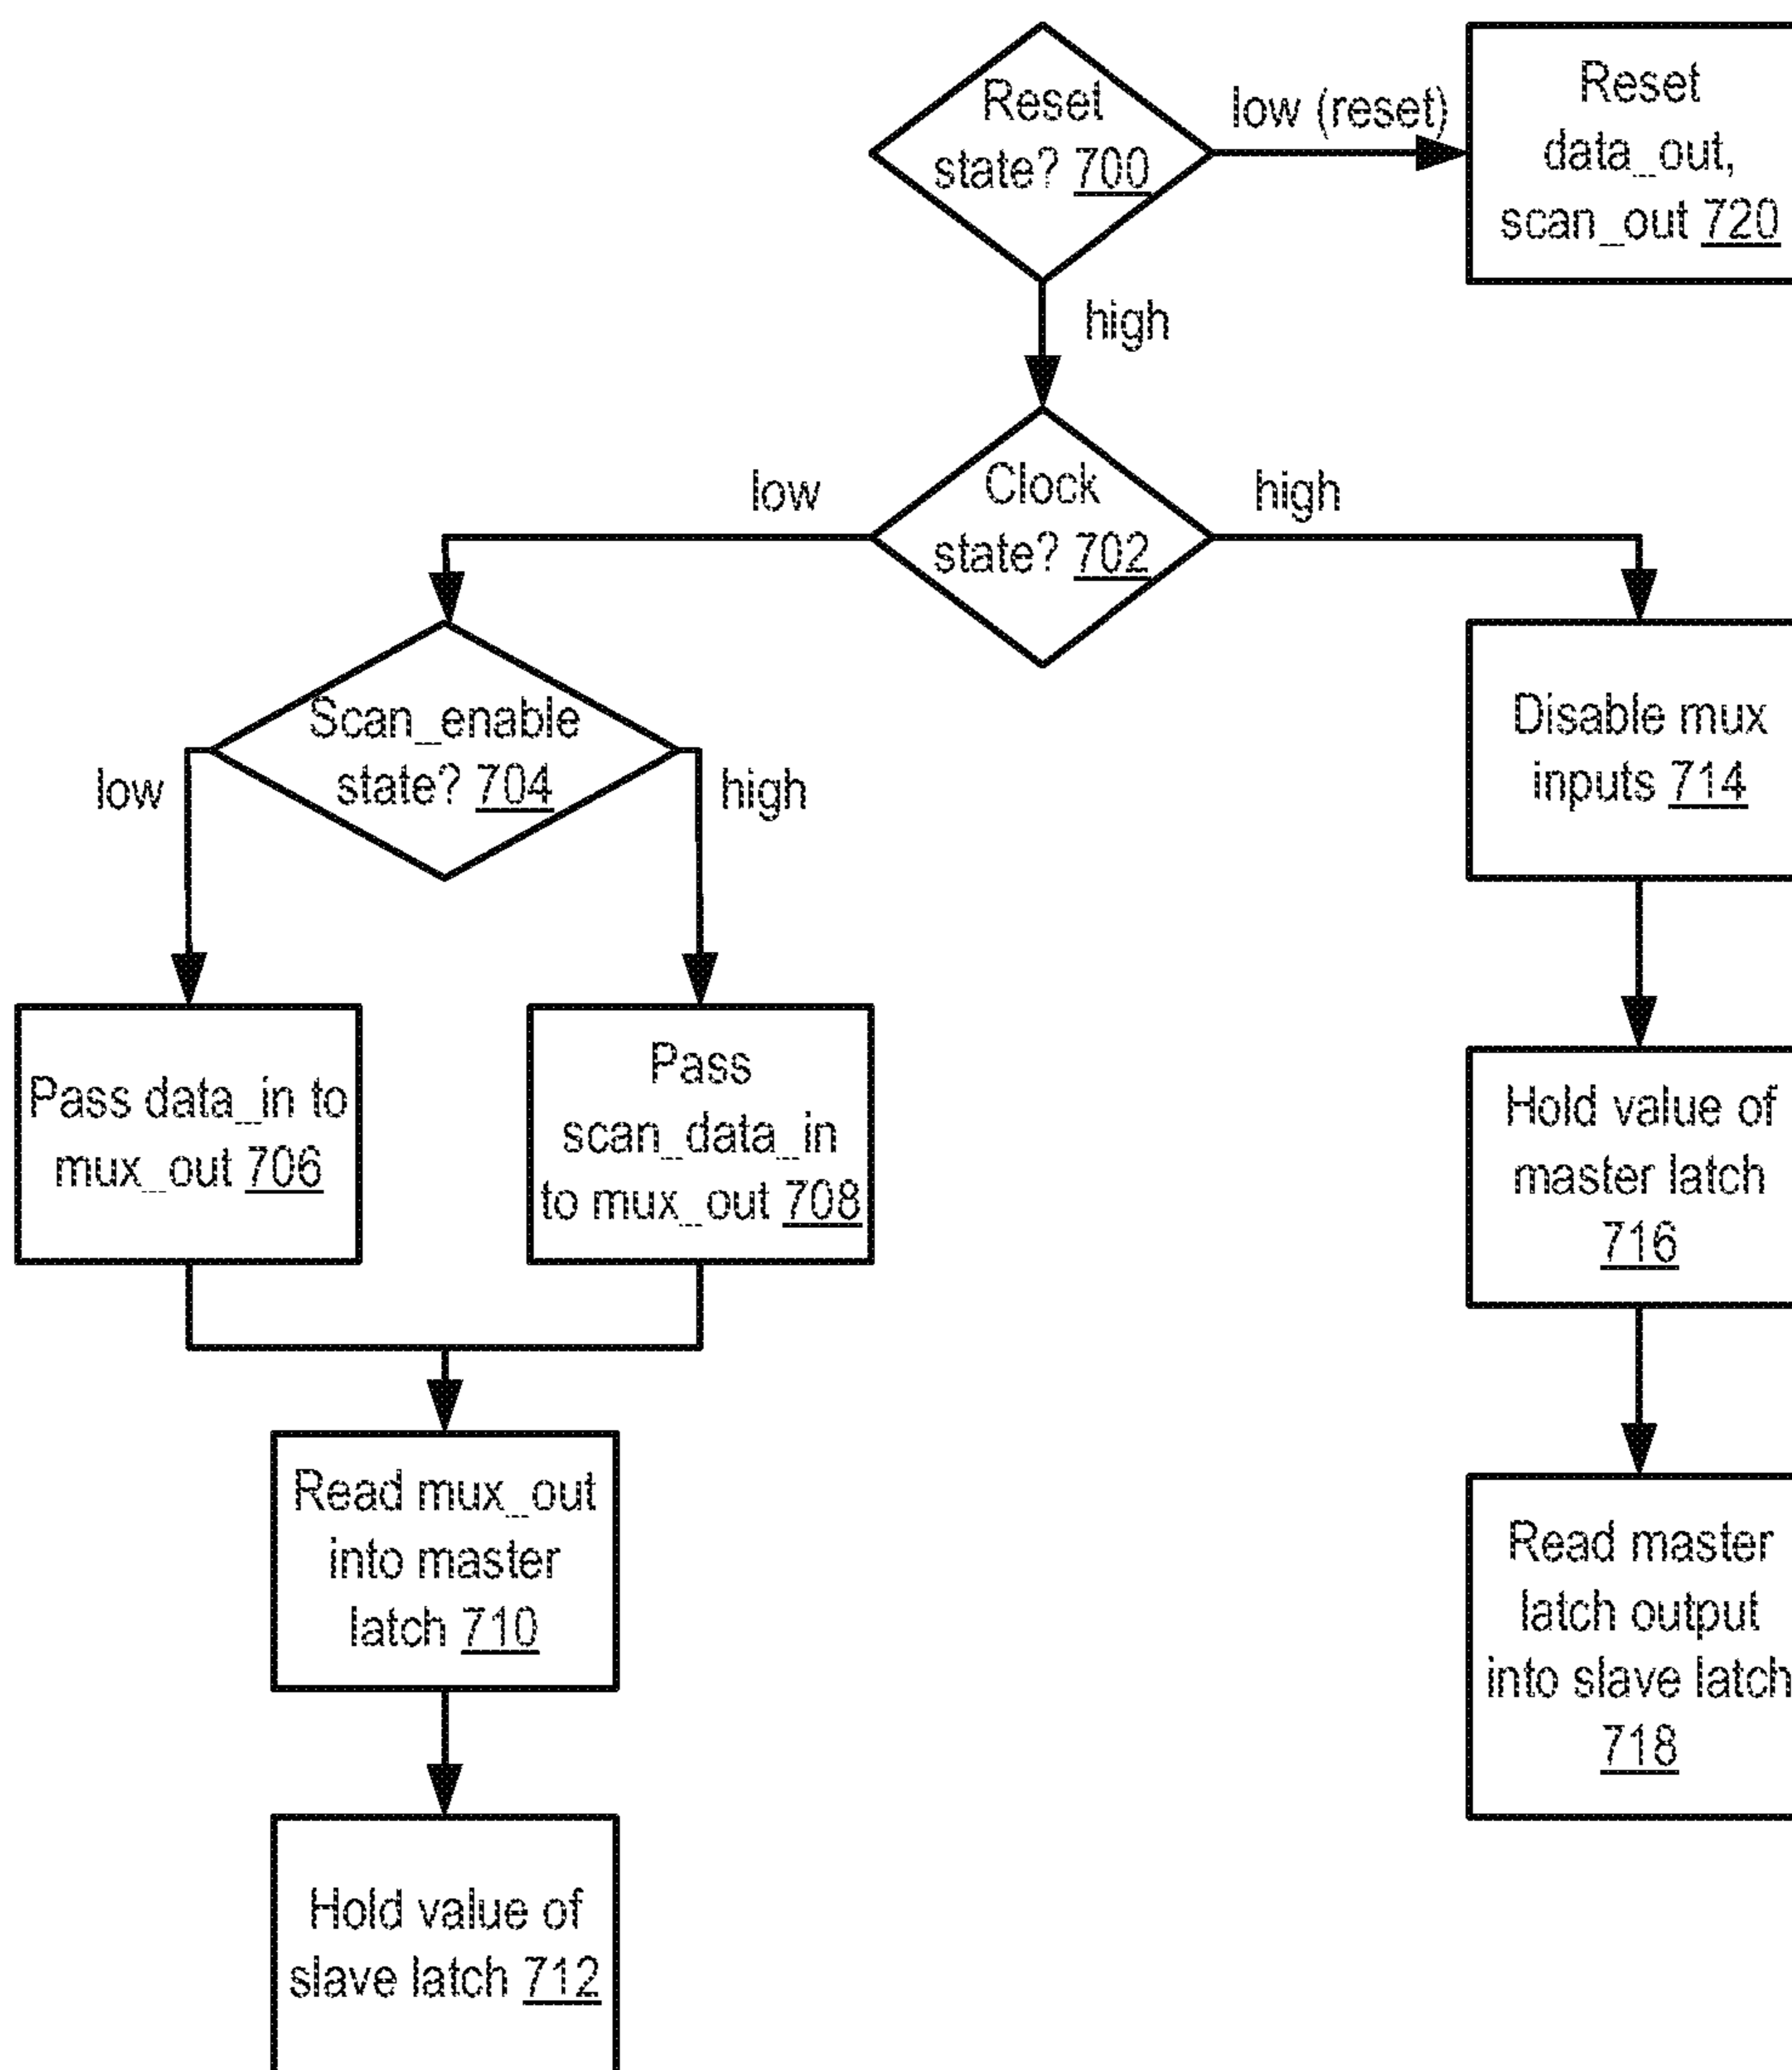 Reset
state? 700
low (reset)
Reset
data_out,
scan_out 720
high
Clock
state? 702
low
high
Scan_enable
state? 704
low
high
Disable mux
inputs 714
Pass data_in to
mux_out 706
Pass
scan_data_in
to mux_out 708
Hold value of
master latch
716
Read mux_out
into master
latch 710
Read master
latch output
into slave latch
718
Hold value of
slave latch 712